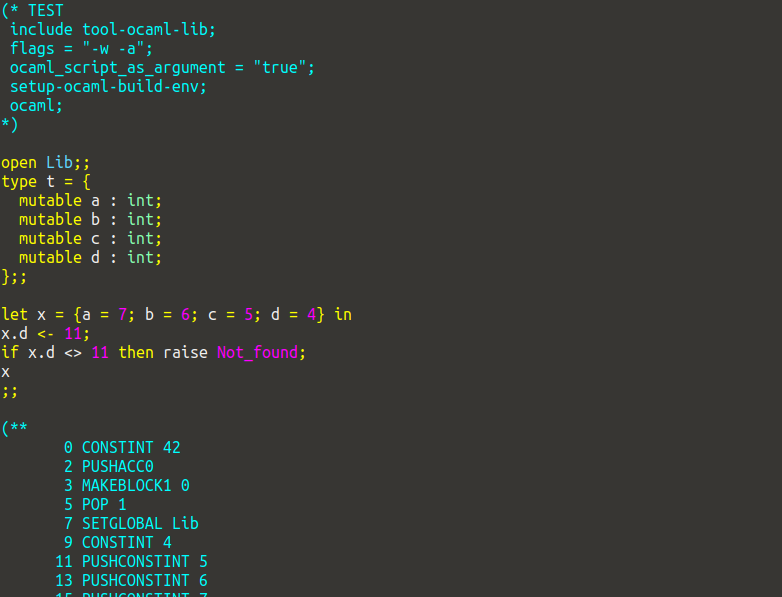 (* TEST
 include tool-ocaml-lib;
 flags = "-w -a";
 ocaml_script_as_argument = "true";
 setup-ocaml-build-env;
 ocaml;
*)

open Lib;;
type t = {
  mutable a : int;
  mutable b : int;
  mutable c : int;
  mutable d : int;
};;

let x = {a = 7; b = 6; c = 5; d = 4} in
x.d <- 11;
if x.d <> 11 then raise Not_found;
x
;;

(**
       0 CONSTINT 42
       2 PUSHACC0
       3 MAKEBLOCK1 0
       5 POP 1
       7 SETGLOBAL Lib
       9 CONSTINT 4
      11 PUSHCONSTINT 5
      13 PUSHCONSTINT 6
      15 PUSHCONSTINT 7